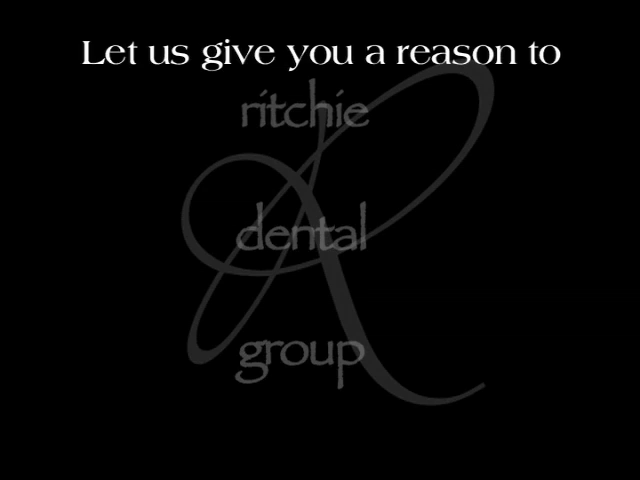 Let us give you a reason to
ritchie
dental
group